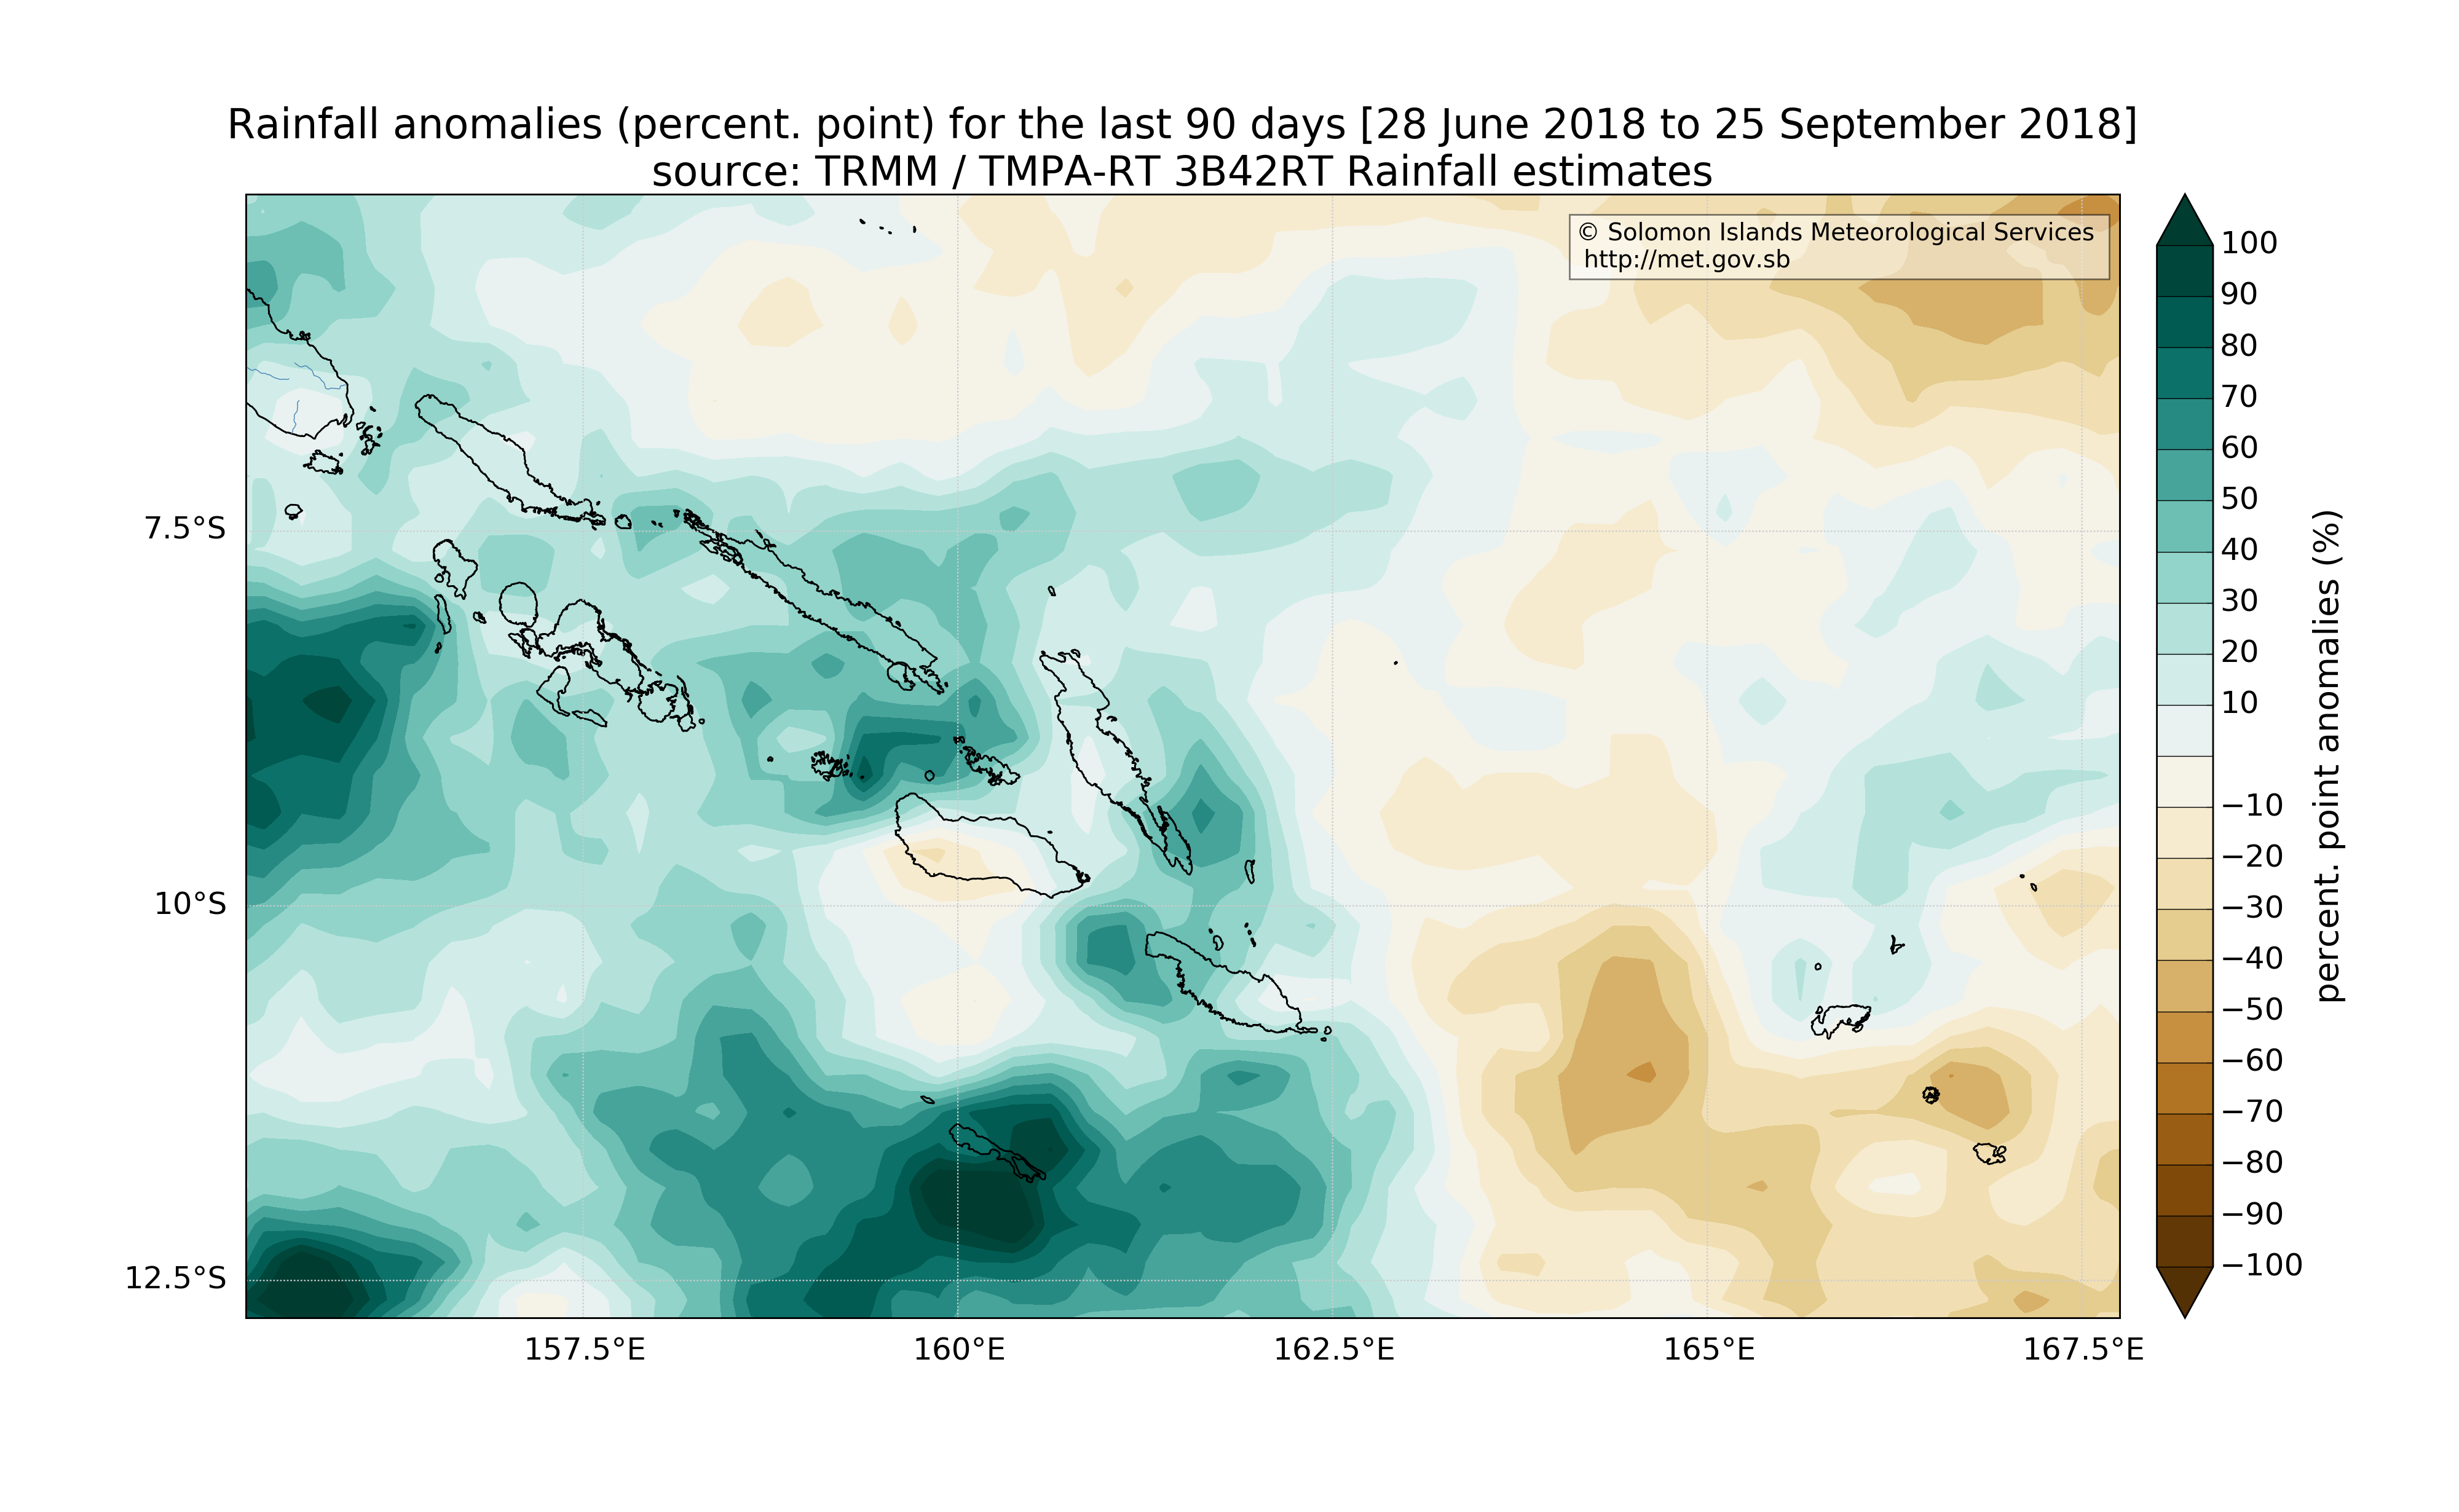 Rainfall anomalies (percent. point) for the last 90 days [28 June 2018 to 25 September 2018]
source: TRMM / TMPA-RT 3B42RT Rainfall estimates
© Solomon Islands Meteorological Services
http://met.gov.sb
7.5°S
10°S
12.5°S
157.5°E
160°E
162.5°E
165°E
167.5°E
100
90
80
70
60
50
40
30
20
10
−10
−20
−30
−40
−50
−60
−70
−80
−90
−100
percent. point anomalies (%)